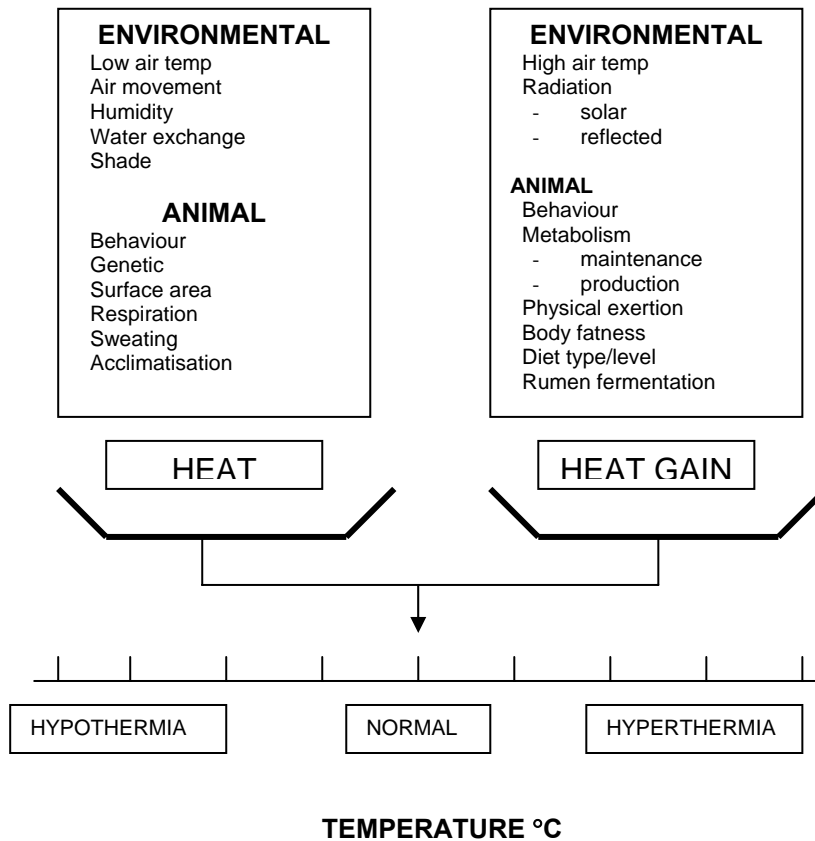 ENVIRONMENTAL
Low air temp
Air movement
Humidity
Water exchange
Shade
ANIMAL
Behaviour
Genetic
Surface area
Respiration
Sweating
Acclimatisation
ENVIRONMENTAL
High air temp
Radiation
- solar
- reflected
ANIMAL
Behaviour
Metabolism
- maintenance
- production
Physical exertion
Body fatness
Diet type/level
Rumen fermentation
HEAT
HEAT GAIN
HYPOTHERMIA
NORMAL
HYPERTHERMIA
TEMPERATURE °C